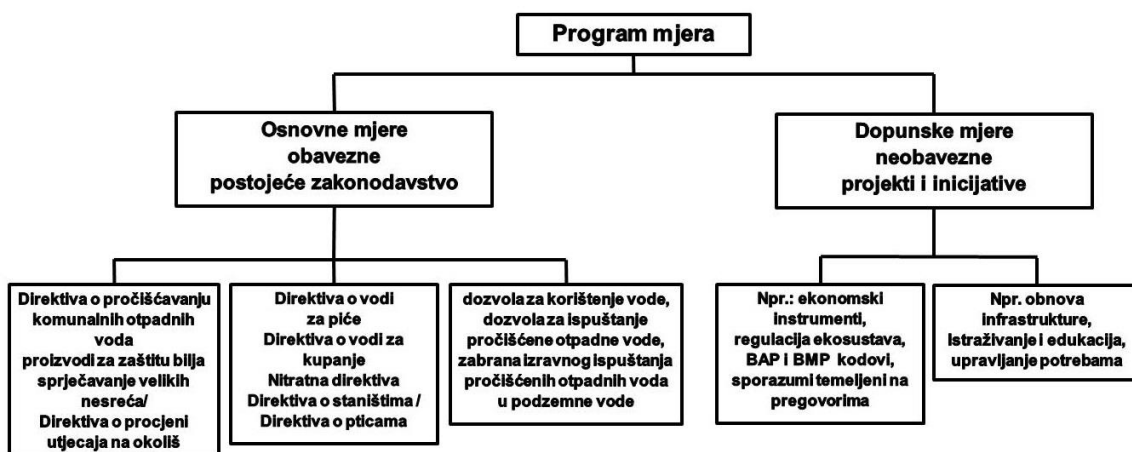 Program mjera
Osnovne mjere
obavezne
postojeće zakonodavstvo
Dopunske mjere
neobavezne
projekti i inicijative
Direktiva o pročišćavanju
komunalnih otpadnih
voda
proizvodi za zaštitu bilja
sprječavanje velikih
nesreća/
Direktiva o procjeni
utjecaja na okoliš
Direktiva o vodi
za piće
Direktiva o vodi za
kupanje
Nitratna direktiva
Direktiva o staništima /
Direktiva o pticama
dozvola za korištenje vode,
dozvola za ispuštanje
pročišćene otpadne vode,
zabrana izravnog ispuštanja
pročišćenih otpadnih voda
u podzemne vode
Npr.: ekonomski
instrumenti,
regulacija ekosustava,
BAP i BMP kodovi,
sporazumi temeljeni na
pregovorima
Npr. obnova
infrastrukture,
istraživanje i edukacija,
upravljanje potrebama